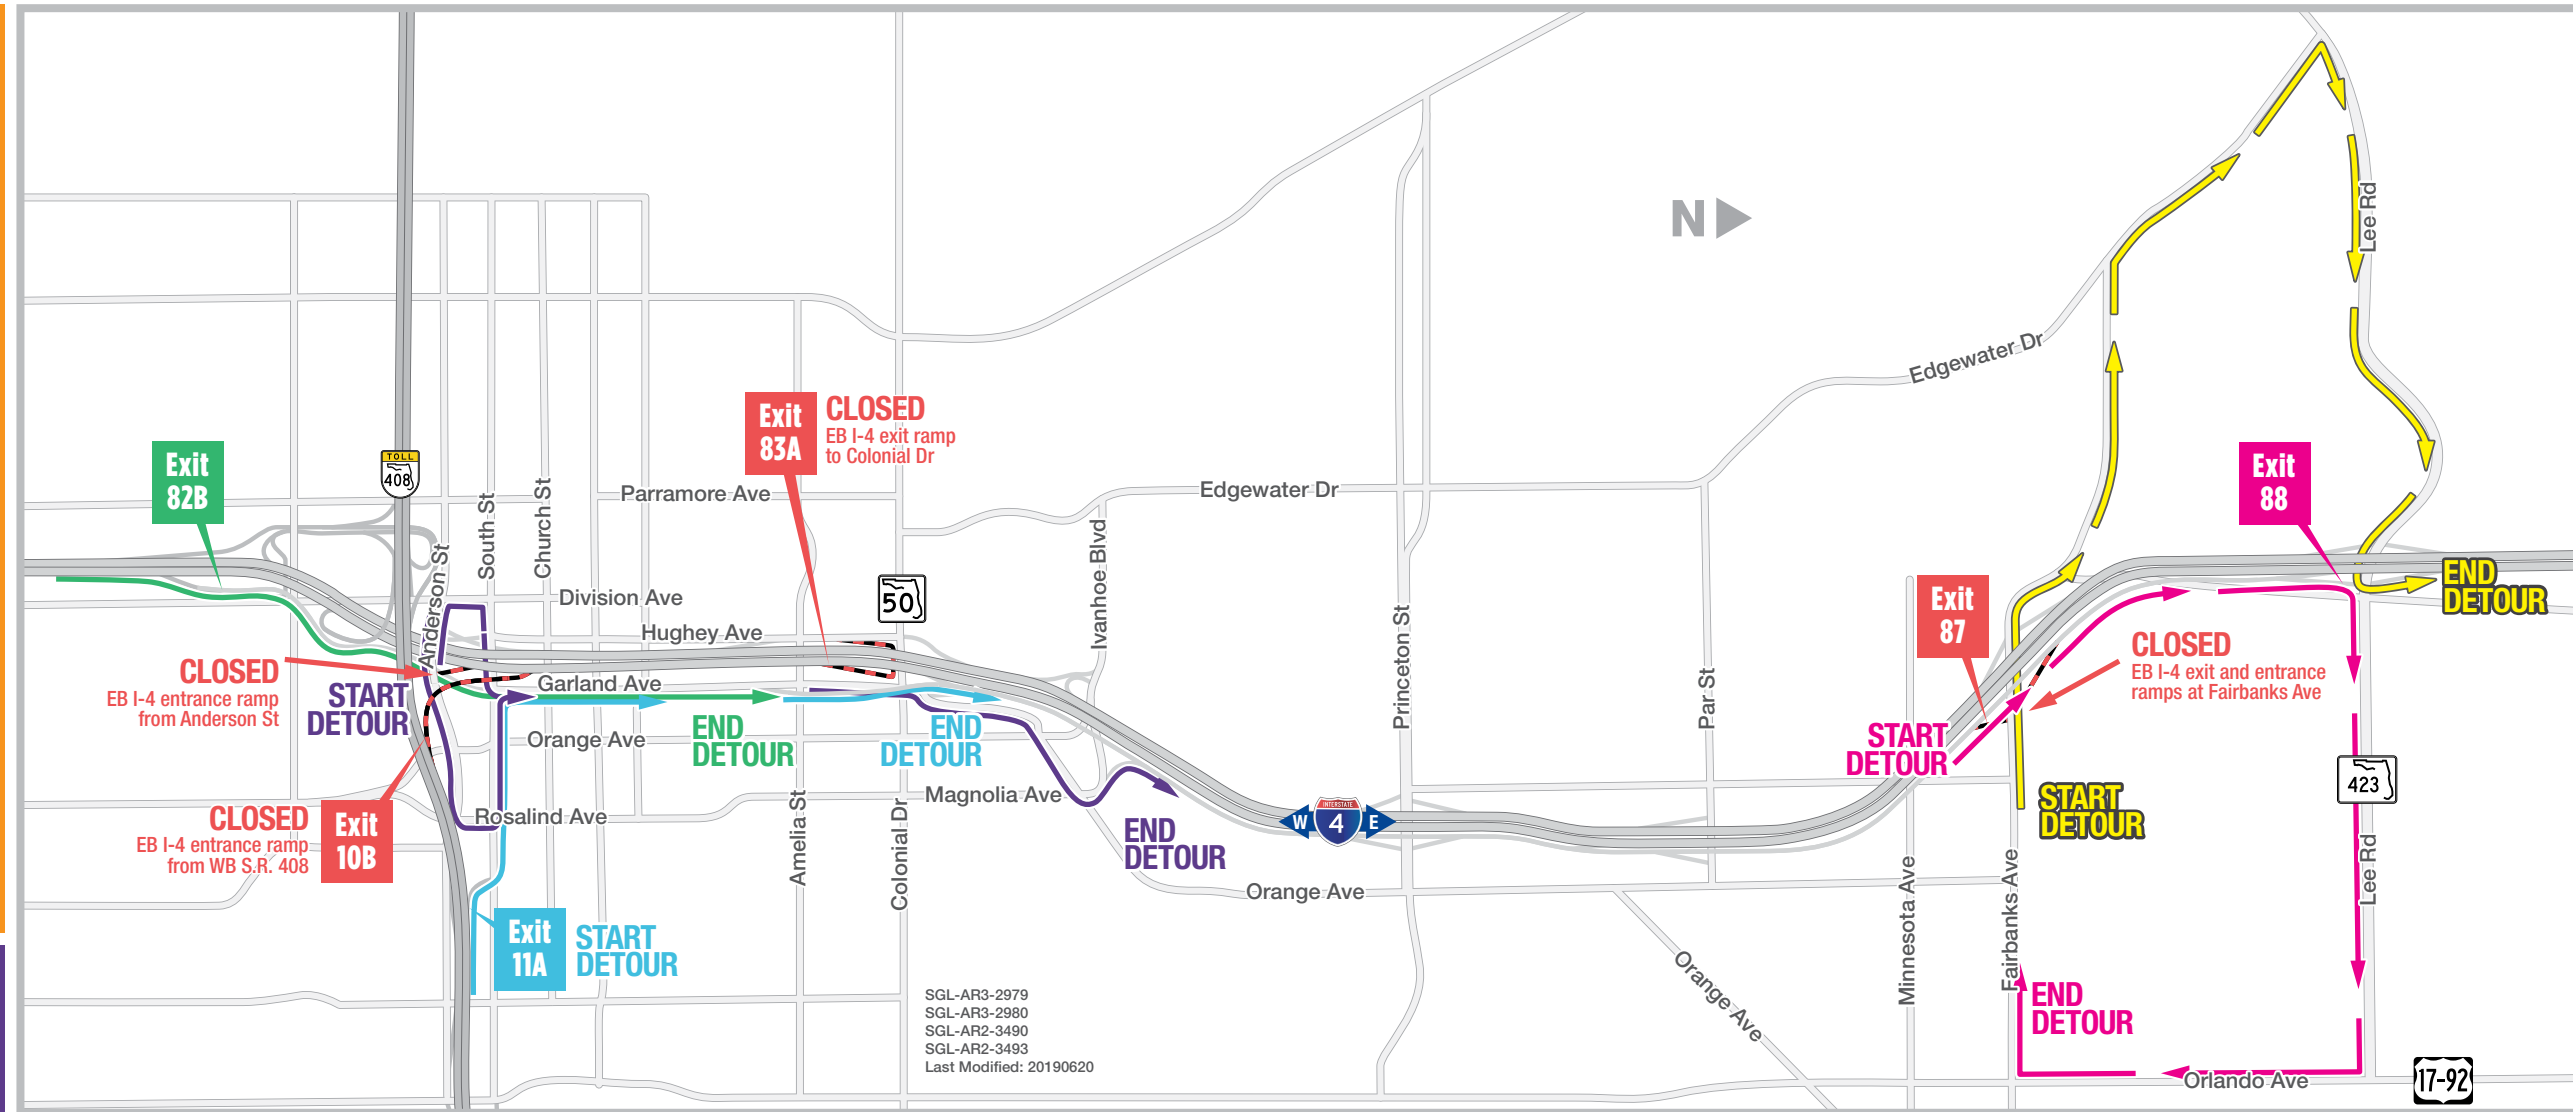 N
Lee Rd
Edgewater Dr
Exit
83A
CLOSED
EB I-4 exit ramp
to Colonial Dr
Exit
82B
TOLL
408
South St
Church St
Parramore Ave
Edgewater Dr
Exit
88
Anderson St
Division Ave
50
Ivanhoe Blvd
Hughey Ave
Princeton St
Par St
Exit
87
END
DETOUR
CLOSED
EB I-4 exit and entrance
ramps at Fairbanks Ave
CLOSED
EB I-4 entrance ramp
from Anderson St
START
DETOUR
Garland Ave
Orange Ave
END
DETOUR
END
DETOUR
START
DETOUR
423
START
DETOUR
Magnolia Ave
Rosalind Ave
CLOSED
EB I-4 entrance ramp
from WB S.R. 408
Exit
10B
Amelia St
Colonial Dr
END
DETOUR
INTERSTATE
W 4 E
Orange Ave
Minnesota Ave
Fairbanks Ave
Lee Rd
Exit
11A
START
DETOUR
Orange Ave
END
DETOUR
SGL-AR3-2979
SGL-AR3-2980
SGL-AR2-3490
SGL-AR2-3493
Last Modified: 20190620
Orlando Ave
17-92